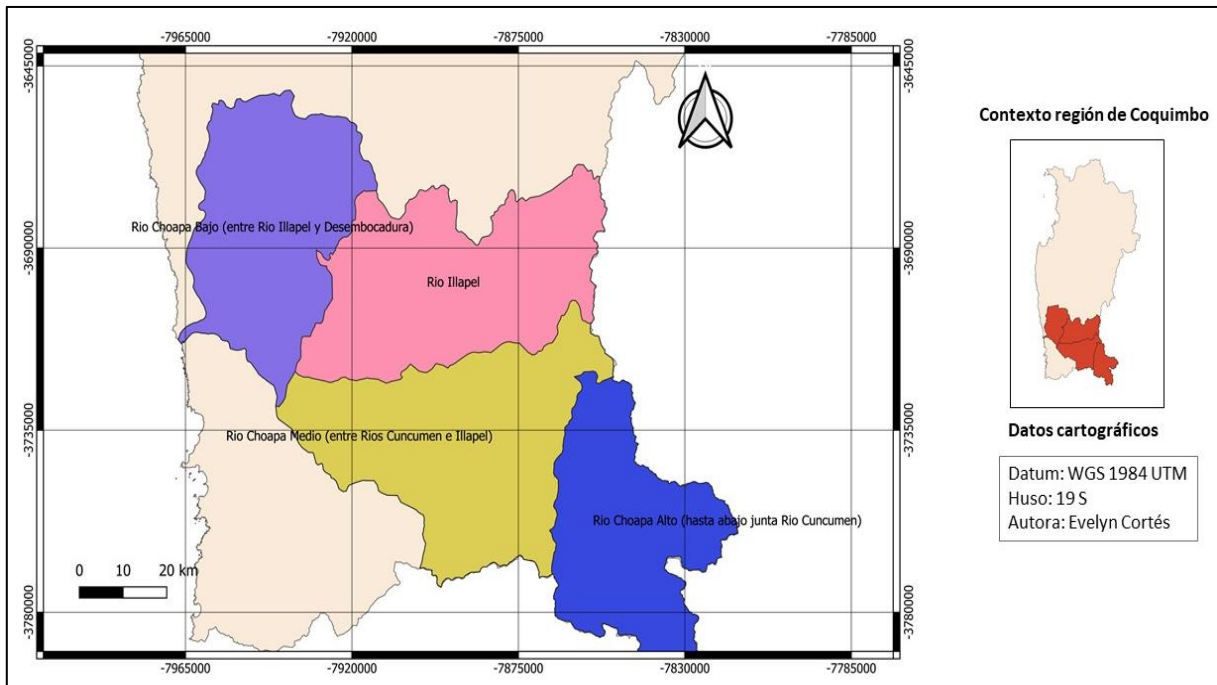 -7965000 -7920000 -7875000 -7830000 -7785000
-3645000 -3645000
-3690000 -3690000
-3735000 -3735000
-3780000 -3780000
Rio Choapa Bajo (entre Rio Illapel y Desembocadura)
Rio Illapel
Rio Choapa Medio (entre Rios Cuncumen e Illapel)
Rio Choapa Alto (hasta abajo junta Rio Cuncumen)
0 10 20 km
-7965000 -7920000 -7875000 -7830000 -7785000
Contexto región de Coquimbo
Datos cartográficos
Datum: WGS 1984 UTM
Huso: 19 S
Autora: Evelyn Cortés